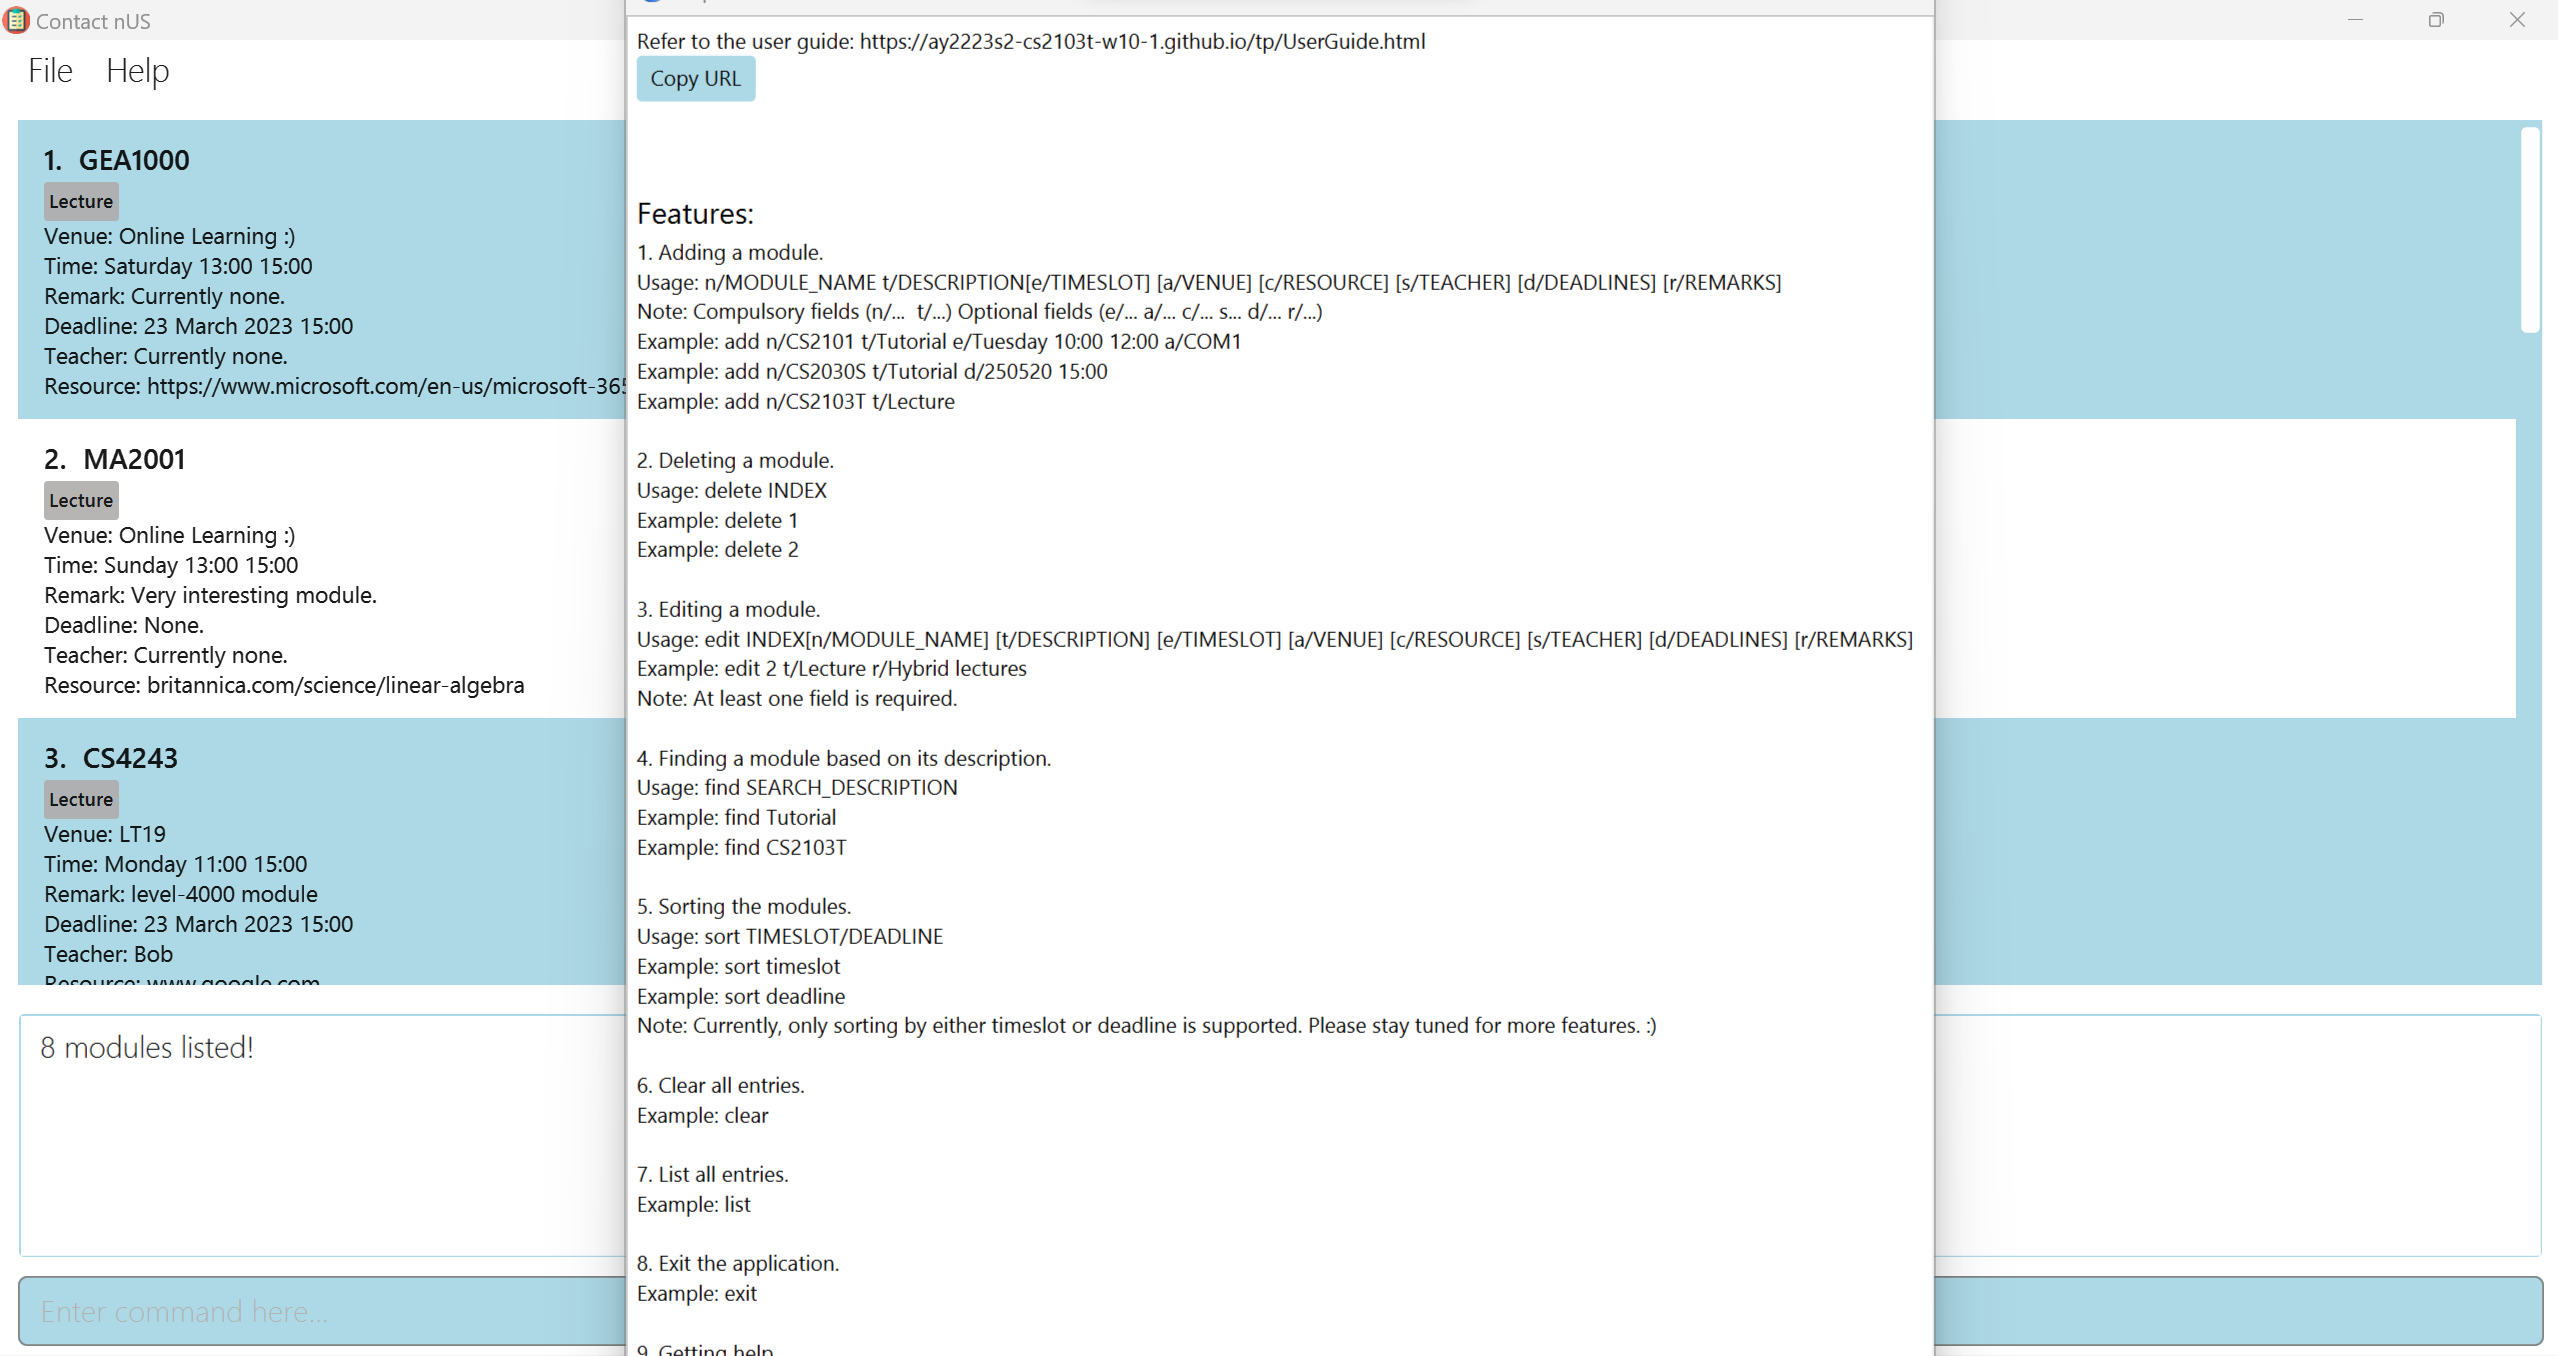 Contact nUS
File Help
1. GEA1000
Lecture
Venue: Online Learning :)
Time: Saturday 13:00 15:00
Remark: Currently none.
Deadline: 23 March 2023 15:00
Teacher: Currently none.
Resource: https://www.microsoft.com/en-us/microsoft-365
2. MA2001
Lecture
Venue: Online Learning :)
Time: Sunday 13:00 15:00
Remark: Very interesting module.
Deadline: None.
Teacher: Currently none.
Resource: britannica.com/science/linear-algebra
3. CS4243
Lecture
Venue: LT19
Time: Monday 11:00 15:00
Remark: level-4000 module
Deadline: 23 March 2023 15:00
Teacher: Bob
Resource: www.google.com
8 modules listed!
Enter command here...
Refer to the user guide: https://ay2223s2-cs2103t-w10-1.github.io/tp/UserGuide.html
Copy URL
Features:
1. Adding a module.
Usage: n/MODULE_NAME t/DESCRIPTION[e/TIMESLOT] [a/VENUE] [c/RESOURCE] [s/TEACHER] [d/DEADLINES] [r/REMARKS]
Note: Compulsory fields (n/... t/...) Optional fields (e/... a/... c/... s... d/... r/...)
Example: add n/CS2101 t/Tutorial e/Tuesday 10:00 12:00 a/COM1
Example: add n/CS2030S t/Tutorial d/250520 15:00
Example: add n/CS2103T t/Lecture
2. Deleting a module.
Usage: delete INDEX
Example: delete 1
Example: delete 2
3. Editing a module.
Usage: edit INDEX[n/MODULE_NAME] [t/DESCRIPTION] [e/TIMESLOT] [a/VENUE] [c/RESOURCE] [s/TEACHER] [d/DEADLINES] [r/REMARKS]
Example: edit 2 t/Lecture r/Hybrid lectures
Note: At least one field is required.
4. Finding a module based on its description.
Usage: find SEARCH_DESCRIPTION
Example: find Tutorial
Example: find CS2103T
5. Sorting the modules.
Usage: sort TIMESLOT/DEADLINE
Example: sort timeslot
Example: sort deadline
Note: Currently, only sorting by either timeslot or deadline is supported. Please stay tuned for more features. :)
6. Clear all entries.
Example: clear
7. List all entries.
Example: list
8. Exit the application.
Example: exit
9. Getting help